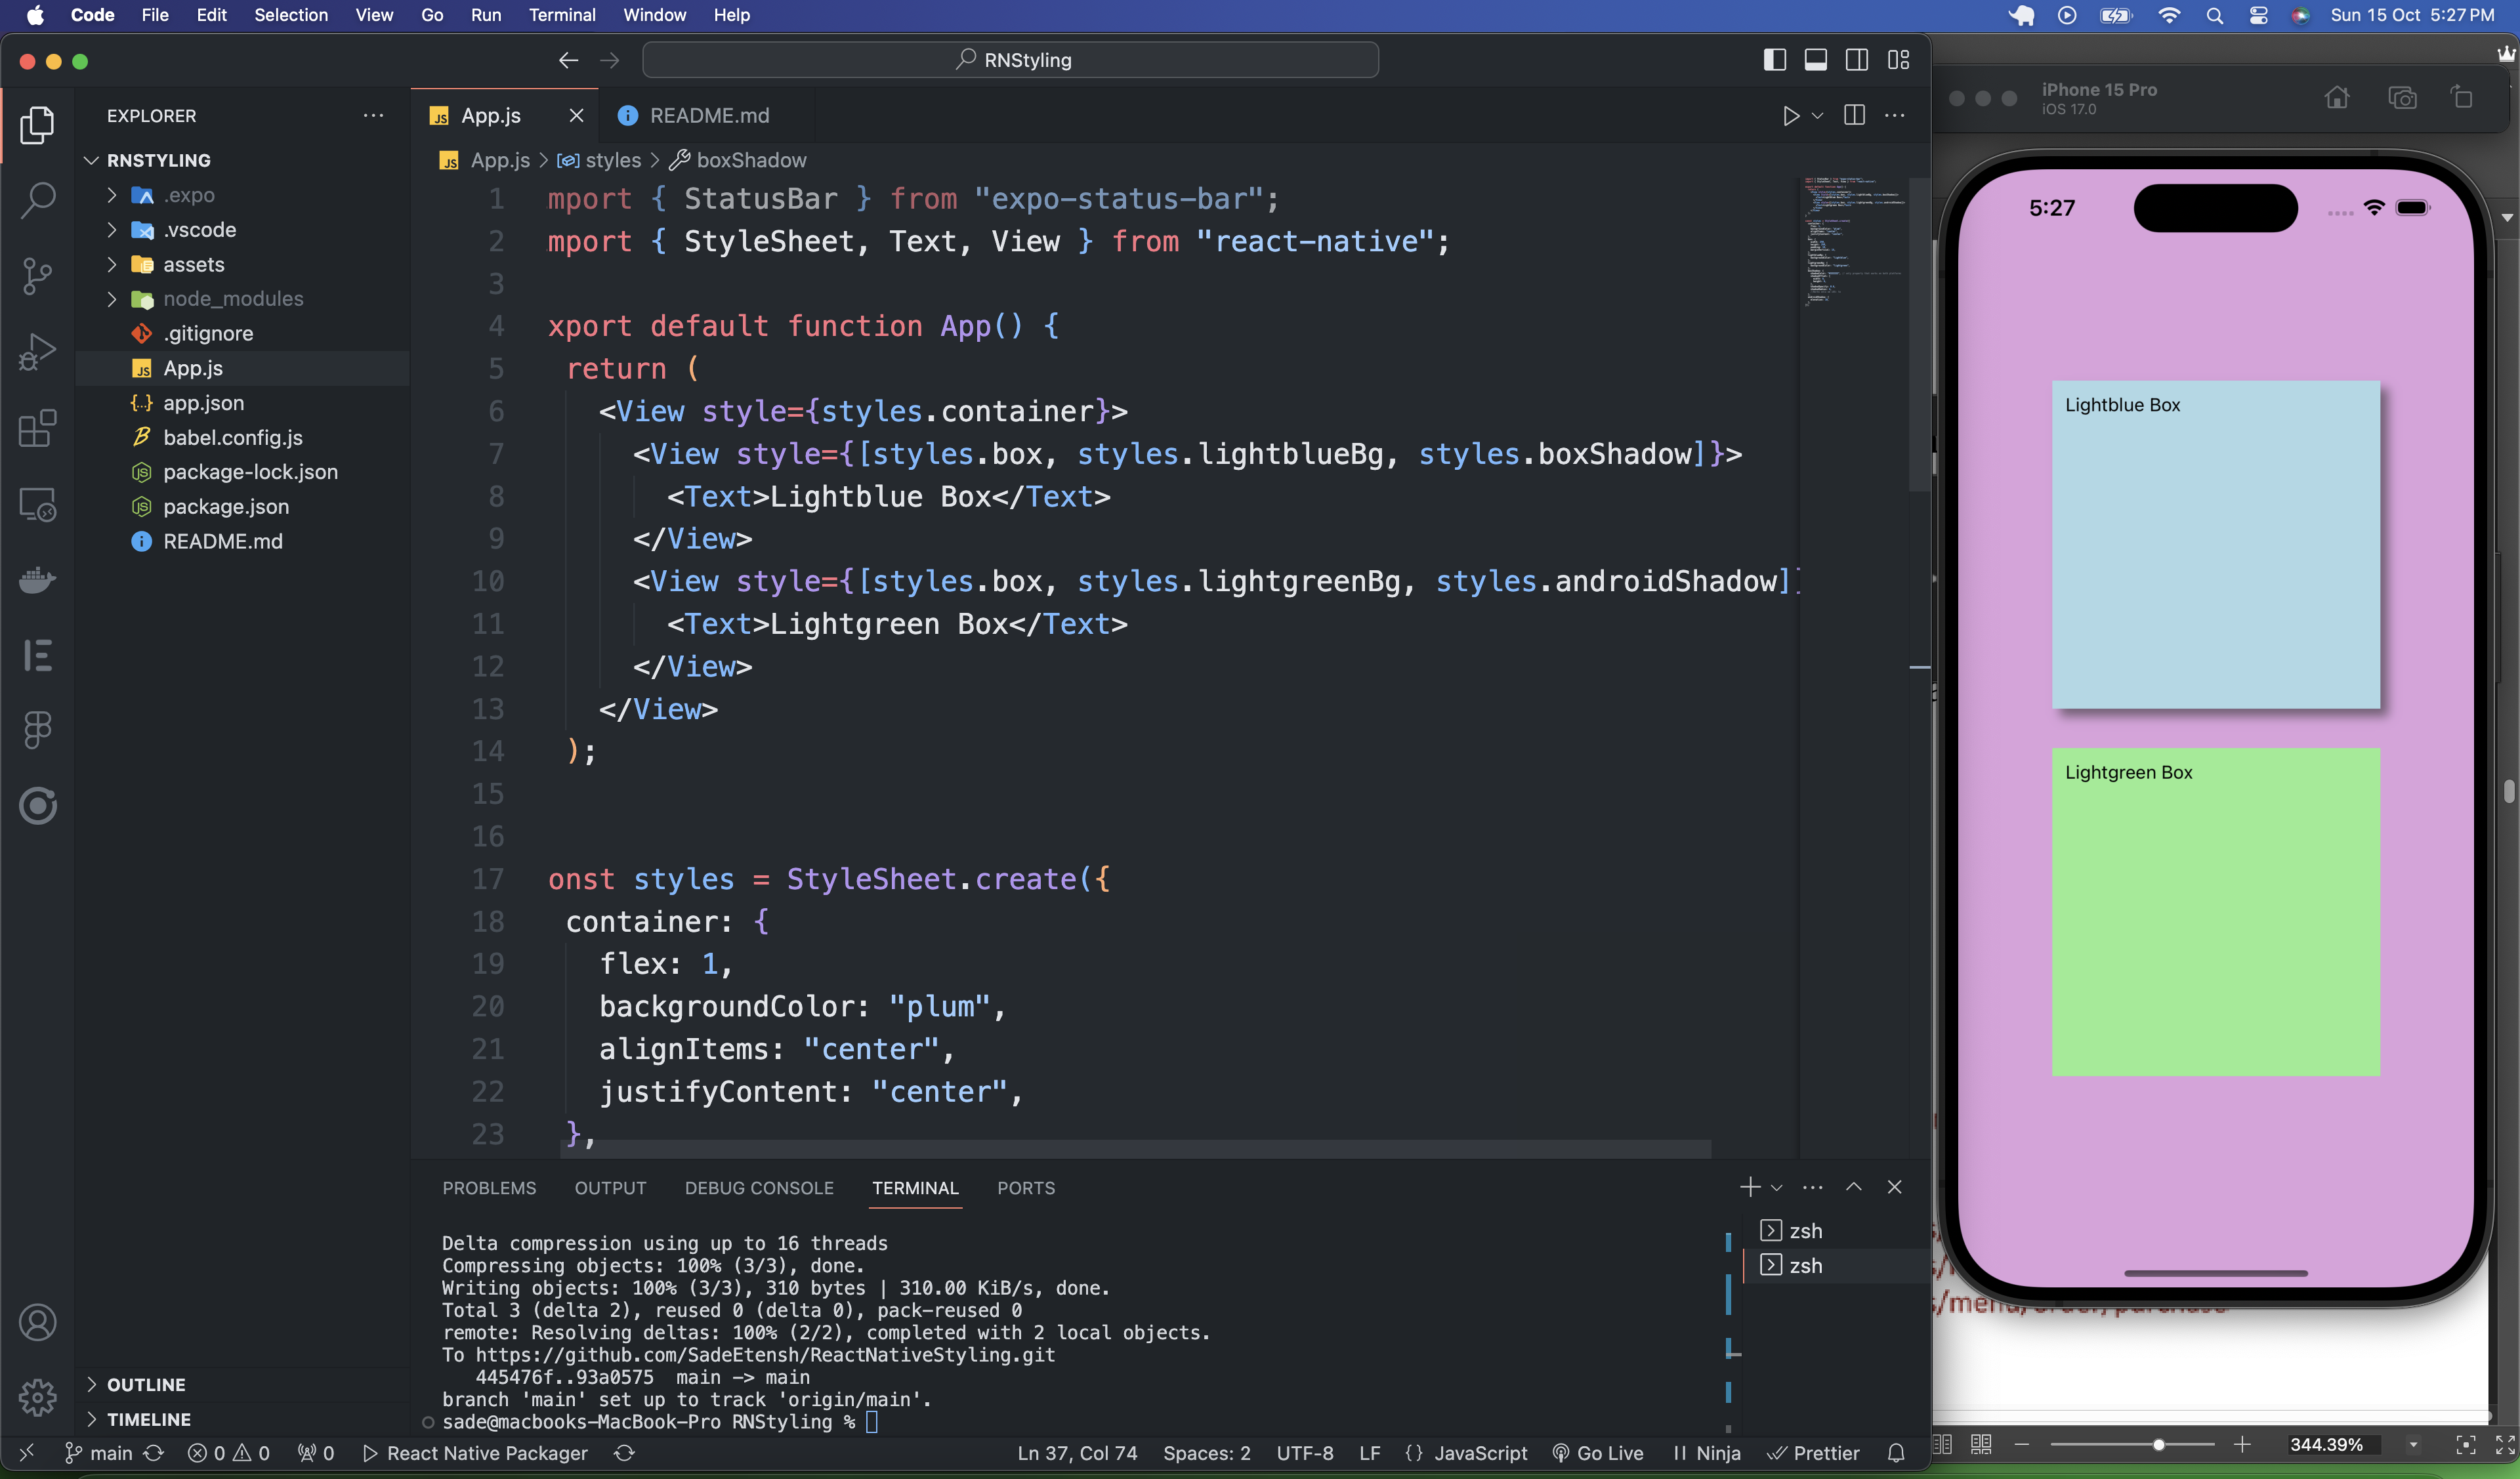 Code File Edit Selection View Go Run Terminal Window Help
Sun 15 Oct 5:27 PM
RNStyling
EXPLORER
RNSTYLING
.expo
.vscode
assets
node_modules
.gitignore
App.js
app.json
babel.config.js
package-lock.json
package.json
README.md
OUTLINE
TIMELINE
App.js README.md
App.js > styles > boxShadow
1 mport { StatusBar } from "expo-status-bar";
2 mport { StyleSheet, Text, View } from "react-native";
3
4 xport default function App() {
5 return (
6 <View style={styles.container}>
7 <View style={[styles.box, styles.lightblueBg, styles.boxShadow]}>
8 <Text>Lightblue Box</Text>
9 </View>
10 <View style={[styles.box, styles.lightgreenBg, styles.androidShadow]
11 <Text>Lightgreen Box</Text>
12 </View>
13 </View>
14 );
15
16
17 onst styles = StyleSheet.create({
18 container: {
19 flex: 1,
20 backgroundColor: "plum",
21 alignItems: "center",
22 justifyContent: "center",
23 },
PROBLEMS OUTPUT DEBUG CONSOLE TERMINAL PORTS
Delta compression using up to 16 threads
Compressing objects: 100% (3/3), done.
Writing objects: 100% (3/3), 310 bytes | 310.00 KiB/s, done.
Total 3 (delta 2), reused 0 (delta 0), pack-reused 0
remote: Resolving deltas: 100% (2/2), completed with 2 local objects.
To https://github.com/SadeEtensh/ReactNativeStyling.git
445476f..93a0575 main -> main
branch 'main' set up to track 'origin/main'.
sade@macbooks-MacBook-Pro RNStyling %
zsh
zsh
main 0 0 0 React Native Packager
Ln 37, Col 74 Spaces: 2 UTF-8 LF {} JavaScript Go Live Ninja Prettier
iPhone 15 Pro
iOS 17.0
5:27
Lightblue Box
Lightgreen Box
344.39%